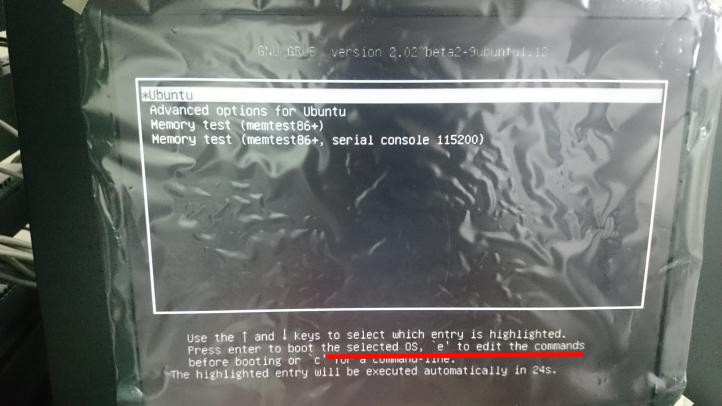 GNU GRUB version 2.02~beta2-9ubuntu1.12
*Ubuntu
Advanced options for Ubuntu
Memory test (memtest86+)
Memory test (memtest86+, serial console 115200)
Use the ↑ and ↓ keys to select which entry is highlighted.
Press enter to boot the selected OS, `e' to edit the commands
before booting or `c' for a command-line.
The highlighted entry will be executed automatically in 24s.